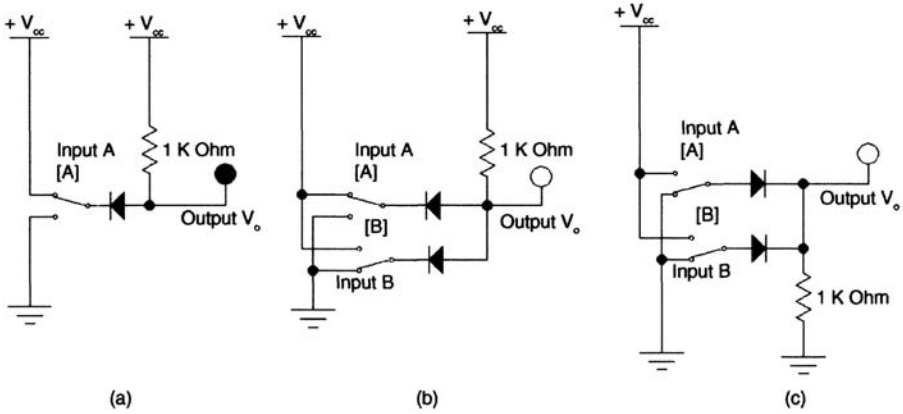 + Vcc
+ Vcc
Input A
[A]
1 K Ohm
Output Vo
(a)
+ Vcc
+ Vcc
Input A
[A]
1 K Ohm
[B]
Output Vo
Input B
(b)
+ Vcc
Input A
[A]
[B]
Output Vo
Input B
1 K Ohm
(c)